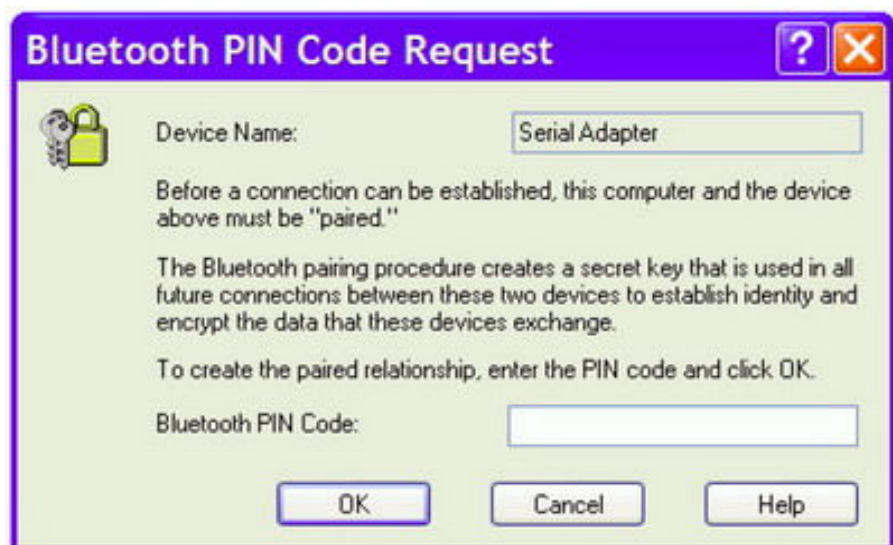 Bluetooth PIN Code Request
Device Name: Serial Adapter
Before a connection can be established, this computer and the device
above must be "paired."
The Bluetooth pairing procedure creates a secret key that is used in all
future connections between these two devices to establish identity and
encrypt the data that these devices exchange.
To create the paired relationship, enter the PIN code and click OK.
Bluetooth PIN Code:
OK Cancel Help